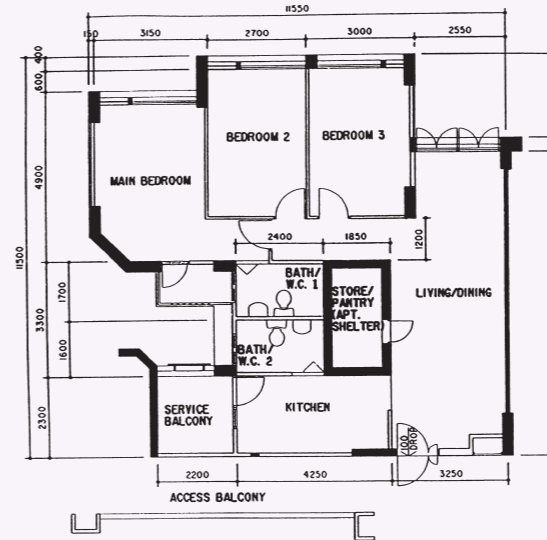 11550
150 3150 2700 3000 2550
400
600
4900
11500
3300
1700
1600
2300
BEDROOM 2
BEDROOM 3
MAIN BEDROOM
2400 1850
1200
BATH/
W.C. 1
STORE/
PANTRY
(APT.
SHELTER)
LIVING/DINING
BATH/
W.C. 2
SERVICE
BALCONY
KITCHEN
100
DROP
2200 4250 3250
ACCESS BALCONY